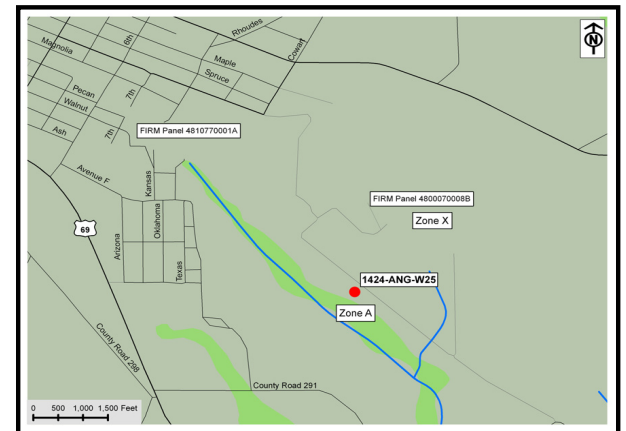 Rhodes
Cowart
N
6th
Magnolia
Maple
Spruce
Pecan
7th
Walnut
7th
Ash
FIRM Panel 4810770001A
Avenue F
Kansas
FIRM Panel 4800070008B
Oklahoma
Zone X
69
Arizona
Texas
1424-ANG-W25
Zone A
County Road 298
County Road 291
0 500 1,000 1,500 Feet